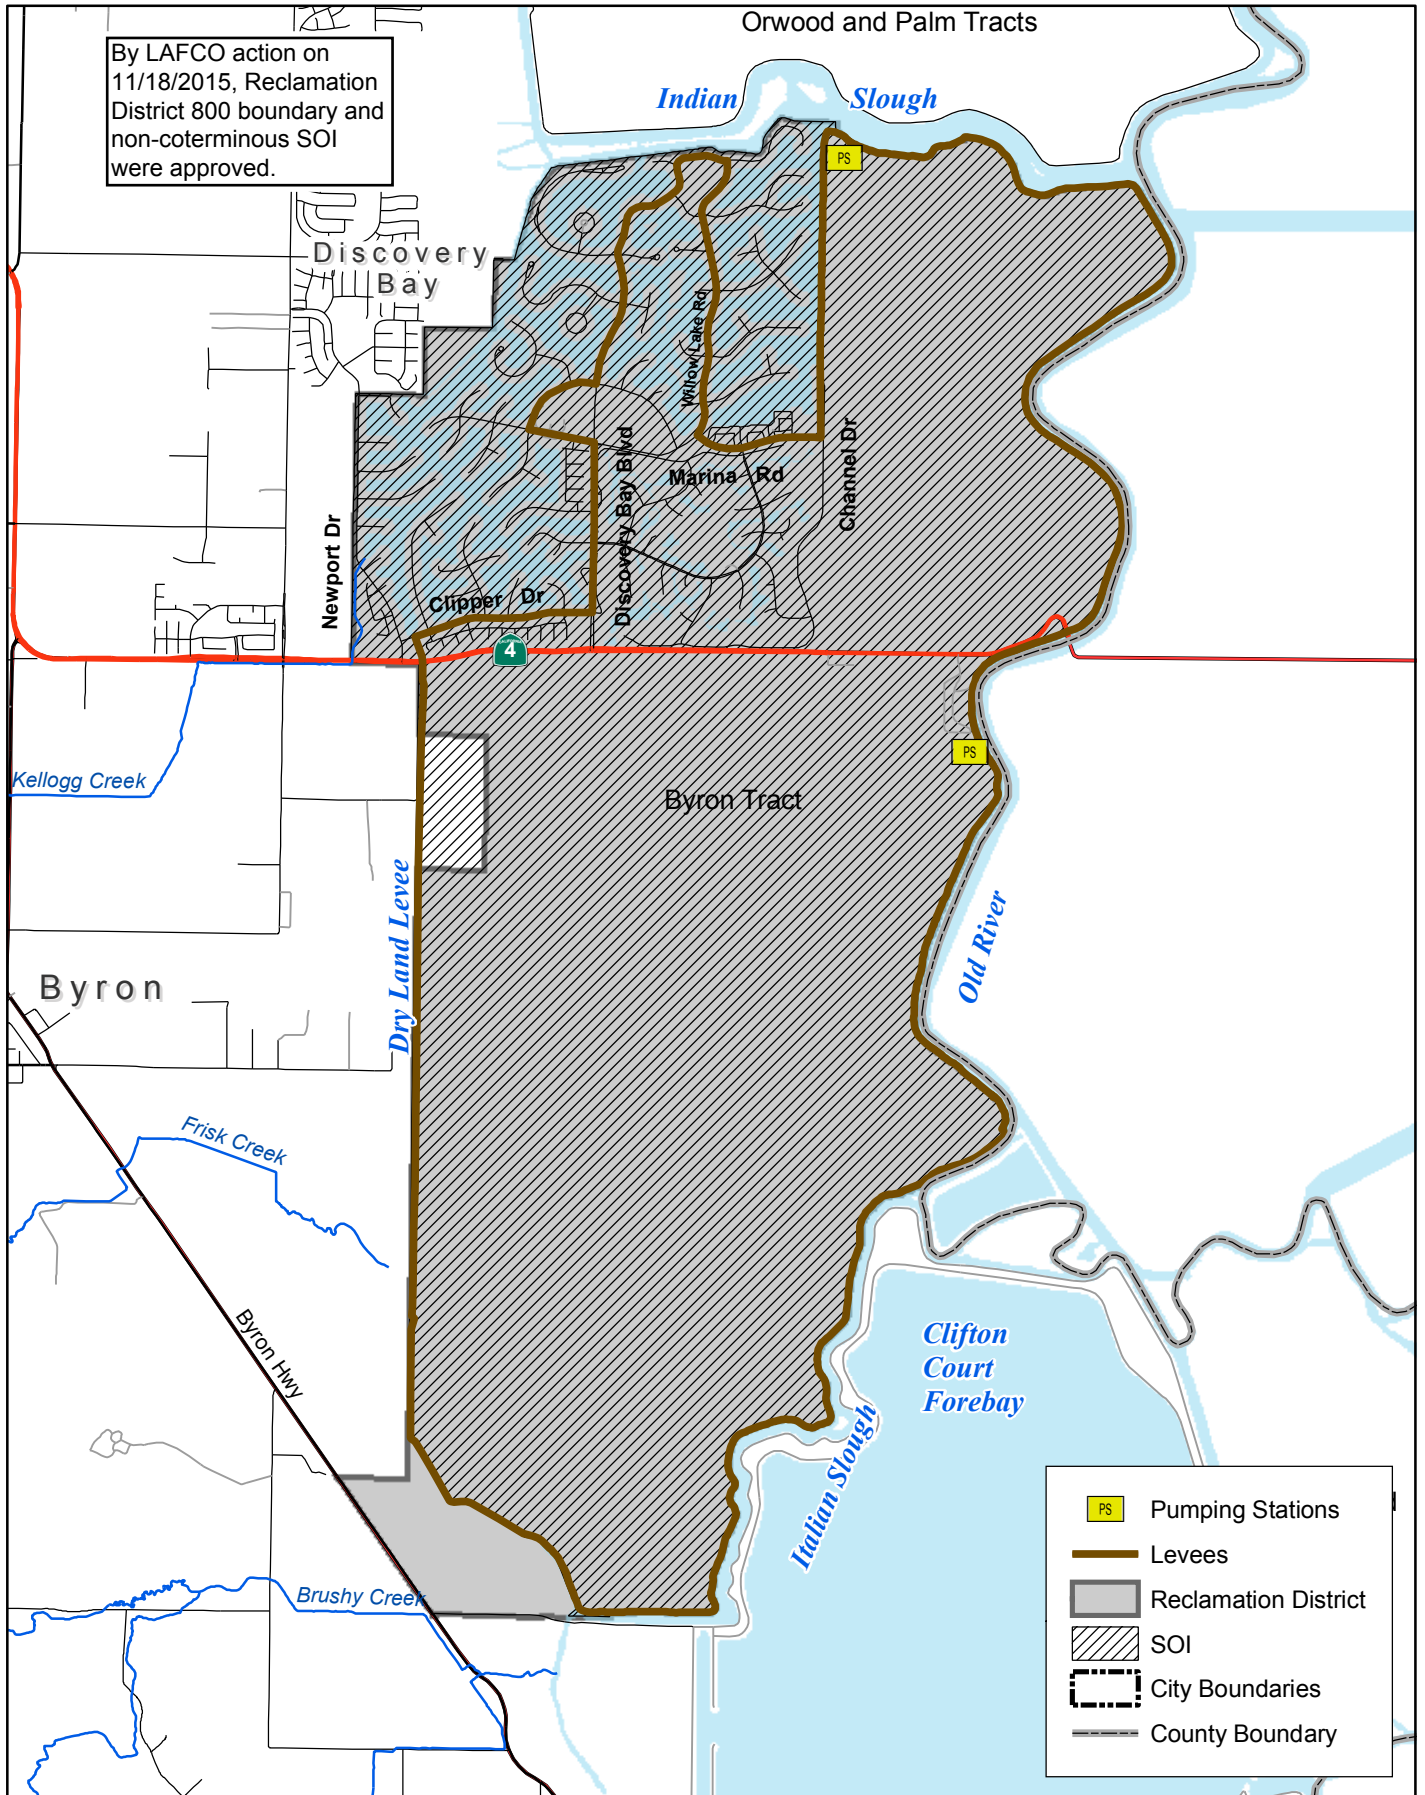 Orwood and Palm Tracts
By LAFCO action on
11/18/2015, Reclamation
District 800 boundary and
non-coterminous SOI
were approved.
Indian Slough
PS
Discovery
Bay
Willow Lake Rd
Discovery Bay Blvd
Marina Rd
Channel Dr
Newport Dr
Clipper Dr
CALIFORNIA
4
PS
Kellogg Creek
Byron Tract
Dry Land Levee
Old River
Byron
Frisk Creek
Byron Hwy
Clifton
Court
Forebay
Italian Slough
Brushy Creek
PS Pumping Stations
Levees
Reclamation District
SOI
City Boundaries
County Boundary